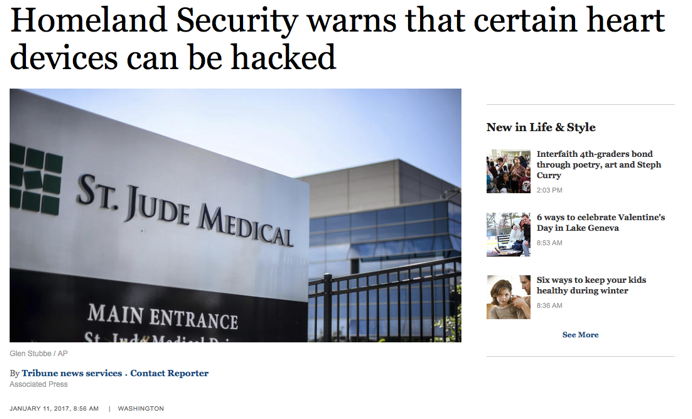 Homeland Security warns that certain heart
devices can be hacked
ST. JUDE MEDICAL
MAIN ENTRANCE
St. Jude Medical
Glen Stubbe / AP
By Tribune news services • Contact Reporter
Associated Press
JANUARY 11, 2017, 8:56 AM | WASHINGTON
New in Life & Style
Interfaith 4th-graders bond
through poetry, art and Steph
Curry
2:03 PM
6 ways to celebrate Valentine's
Day in Lake Geneva
8:53 AM
Six ways to keep your kids
healthy during winter
8:36 AM
See More